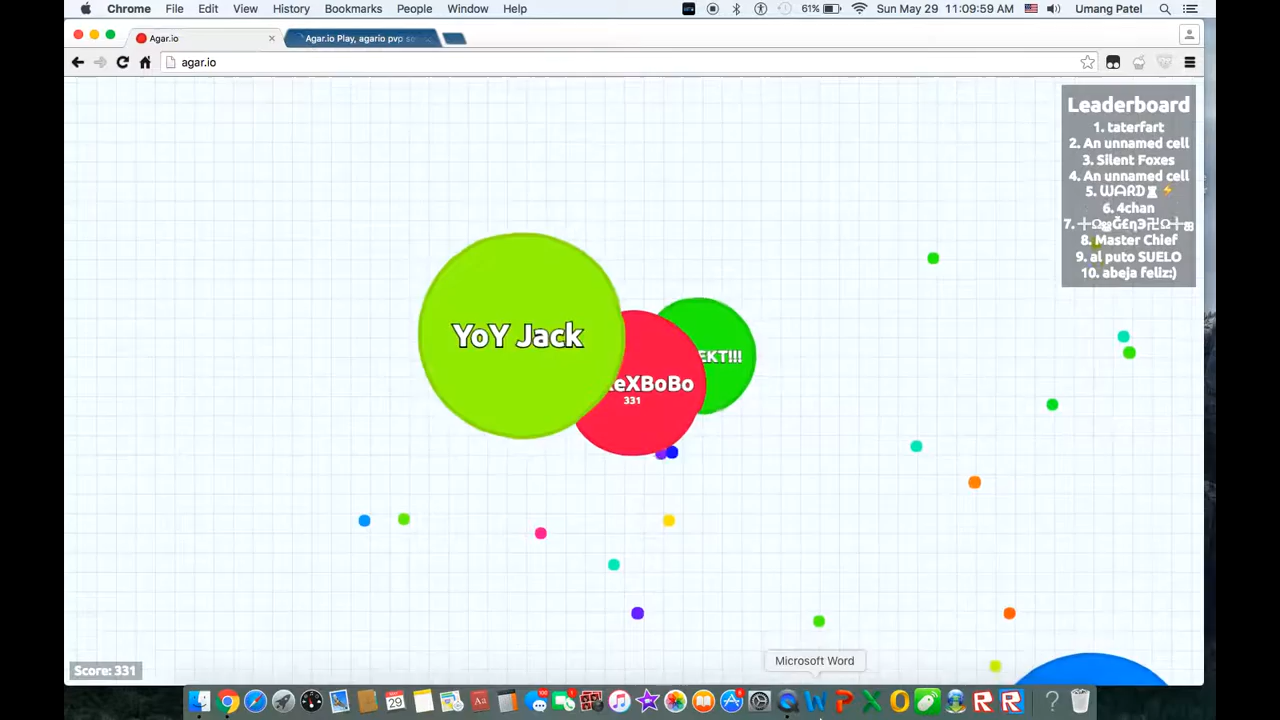 Chrome File Edit View History Bookmarks People Window Help 61% Sun May 29 11:09:59 AM Umang Patel
Agar.io
Agar.io Play, agario pvp
agar.io
Leaderboard
1. taterfart
2. An unnamed cell
3. Silent Foxes
4. An unnamed cell
5. WARD
6. 4chan
7.
8. Master Chief
9. al puto SUELO
10. abeja feliz:)
YoY Jack
eXBoBo
331
EKT!!!
Score: 331
Microsoft Word
29